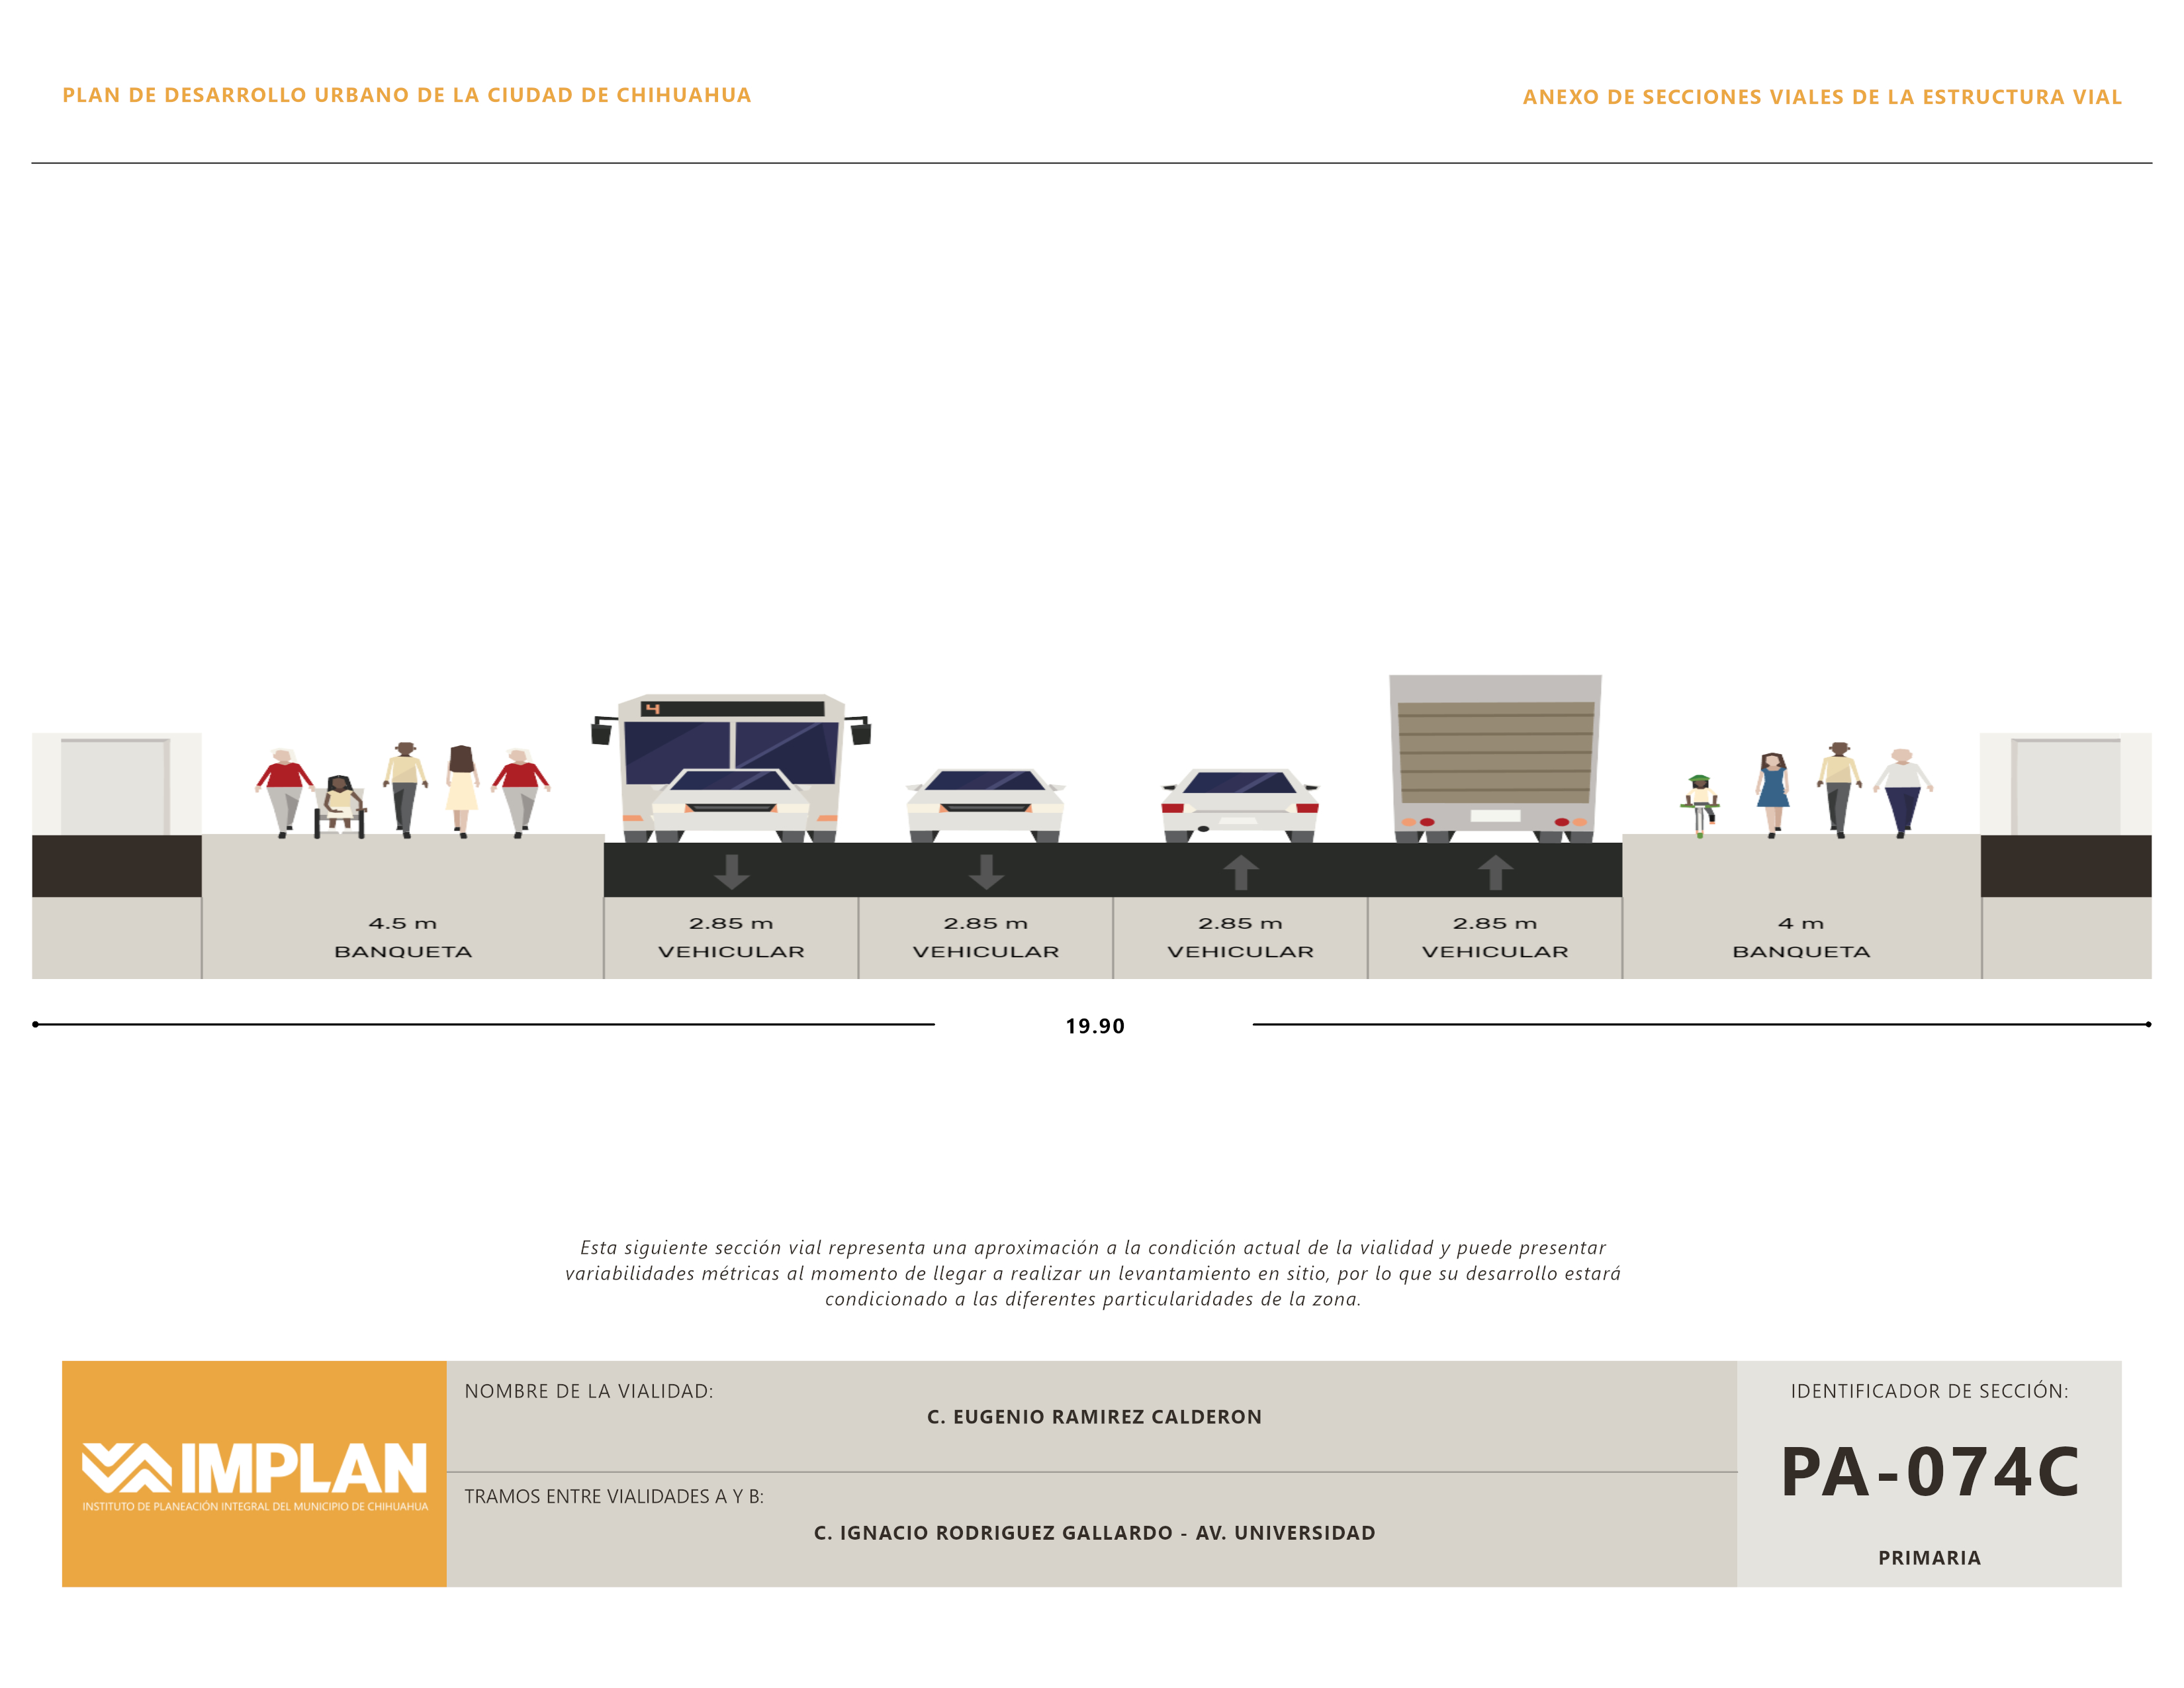 PLAN DE DESARROLLO URBANO DE LA CIUDAD DE CHIHUAHUA
ANEXO DE SECCIONES VIALES DE LA ESTRUCTURA VIAL
4
4.5 m
BANQUETA
2.85 m
VEHICULAR
2.85 m
VEHICULAR
2.85 m
VEHICULAR
2.85 m
VEHICULAR
4 m
BANQUETA
19.90
Esta siguiente sección vial representa una aproximación a la condición actual de la vialidad y puede presentar
variabilidades métricas al momento de llegar a realizar un levantamiento en sitio, por lo que su desarrollo estará
condicionado a las diferentes particularidades de la zona.
IMPLAN
INSTITUTO DE PLANEACIÓN INTEGRAL DEL MUNICIPIO DE CHIHUAHUA
NOMBRE DE LA VIALIDAD:
C. EUGENIO RAMIREZ CALDERON
TRAMOS ENTRE VIALIDADES A Y B:
C. IGNACIO RODRIGUEZ GALLARDO - AV. UNIVERSIDAD
IDENTIFICADOR DE SECCIÓN:
PA-074C
PRIMARIA